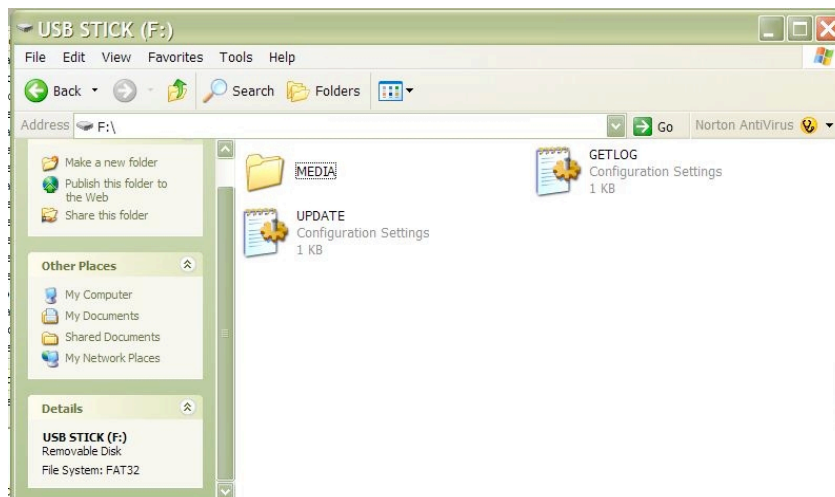 USB STICK (F:)
File Edit View Favorites Tools Help
Back Search Folders
Address F:\ Go Norton AntiVirus
Make a new folder
Publish this folder to
the Web
Share this folder
Other Places
My Computer
My Documents
Shared Documents
My Network Places
Details
USB STICK (F:)
Removable Disk
File System: FAT32
MEDIA
GETLOG
Configuration Settings
1 KB
UPDATE
Configuration Settings
1 KB